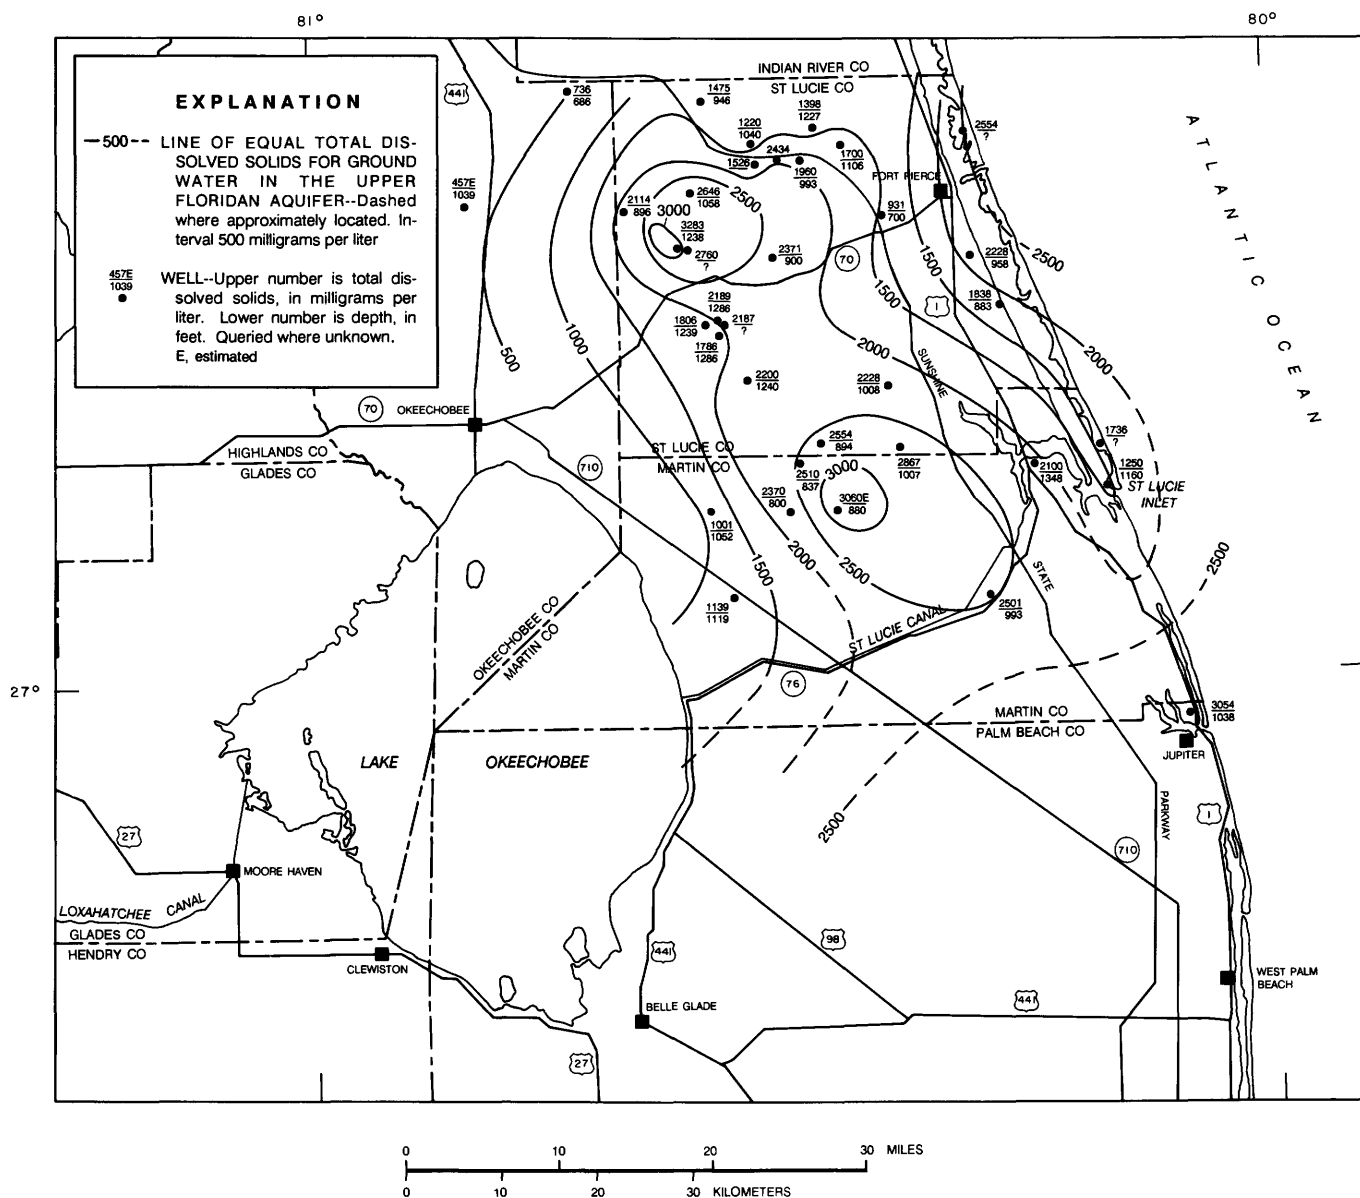 81°
80°
EXPLANATION
—500-- LINE OF EQUAL TOTAL DIS-
SOLVED SOLIDS FOR GROUND
WATER IN THE UPPER
FLORIDAN AQUIFER--Dashed
where approximately located. In-
terval 500 milligrams per liter
457E
1039
WELL--Upper number is total dis-
solved solids, in milligrams per
liter. Lower number is depth, in
feet. Queried where unknown.
E, estimated
441
INDIAN RIVER CO
ST LUCIE CO
736
686
1475
946
1398
1227
1220
1040
2554
?
1526
2434
1960
993
1700
1106
FORT PIERCE
ATLANTIC OCEAN
457E
1039
2114
896
2646
1058
2500
3000
3283
1238
2760
?
2371
900
931
700
70
1500
2228
958
2500
1500
1
1838
883
2189
1286
1806
1239
2187
?
1786
1286
500
1000
2000
SUNSHINE
2000
2200
1240
2228
1008
70
OKEECHOBEE
HIGHLANDS CO
GLADES CO
710
ST LUCIE CO
MARTIN CO
2554
894
2867
1007
1736
?
2510
837
3000
2100
1348
1250
1160
ST LUCIE
INLET
2370
800
3060E
880
1001
1052
1500
2000
2500
STATE
2500
1139
1119
2501
993
ST LUCIE CANAL
OKEECHOBEE CO
MARTIN CO
27°
76
MARTIN CO
PALM BEACH CO
3054
1038
JUPITER
LAKE OKEECHOBEE
2500
PARKWAY
1
27
710
MOORE HAVEN
LOXAHATCHEE CANAL
GLADES CO
HENDRY CO
CLEWISTON
441
98
WEST PALM
BEACH
441
BELLE GLADE
27
0 10 20 30 MILES
0 10 20 30 KILOMETERS